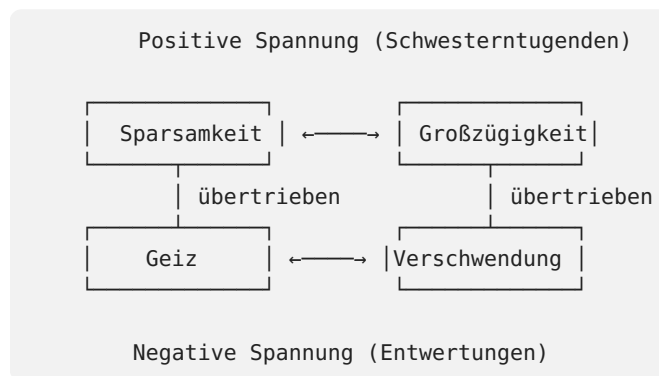 Positive Spannung (Schwesterntugenden)
Sparsamkeit ←──→ Großzügigkeit
übertrieben übertrieben
Geiz ←──→ Verschwendung
Negative Spannung (Entwertungen)